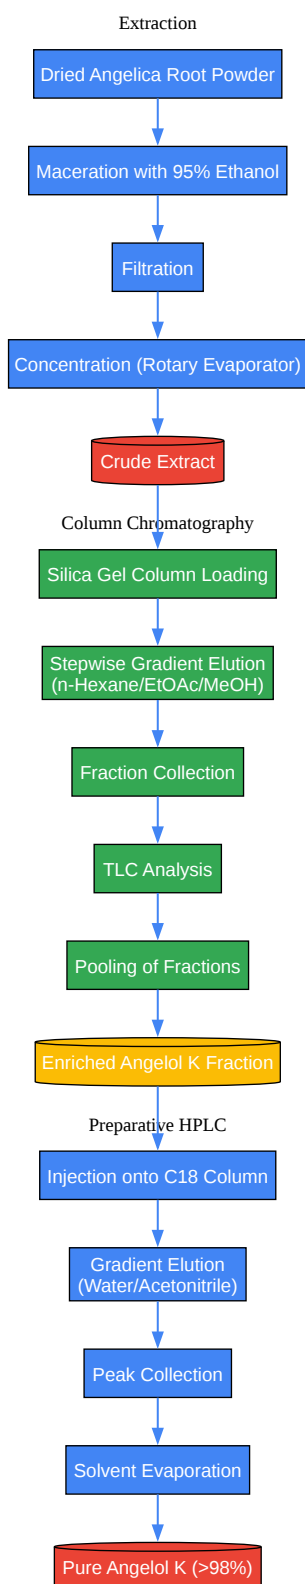 Extraction
Dried Angelica Root Powder
Maceration with 95% Ethanol
Filtration
Concentration (Rotary Evaporator)
Crude Extract
Column Chromatography
Silica Gel Column Loading
Stepwise Gradient Elution
(n-Hexane/EtOAc/MeOH)
Fraction Collection
TLC Analysis
Pooling of Fractions
Enriched Angelol K Fraction
Preparative HPLC
Injection onto C18 Column
Gradient Elution
(Water/Acetonitrile)
Peak Collection
Solvent Evaporation
Pure Angelol K (>98%)